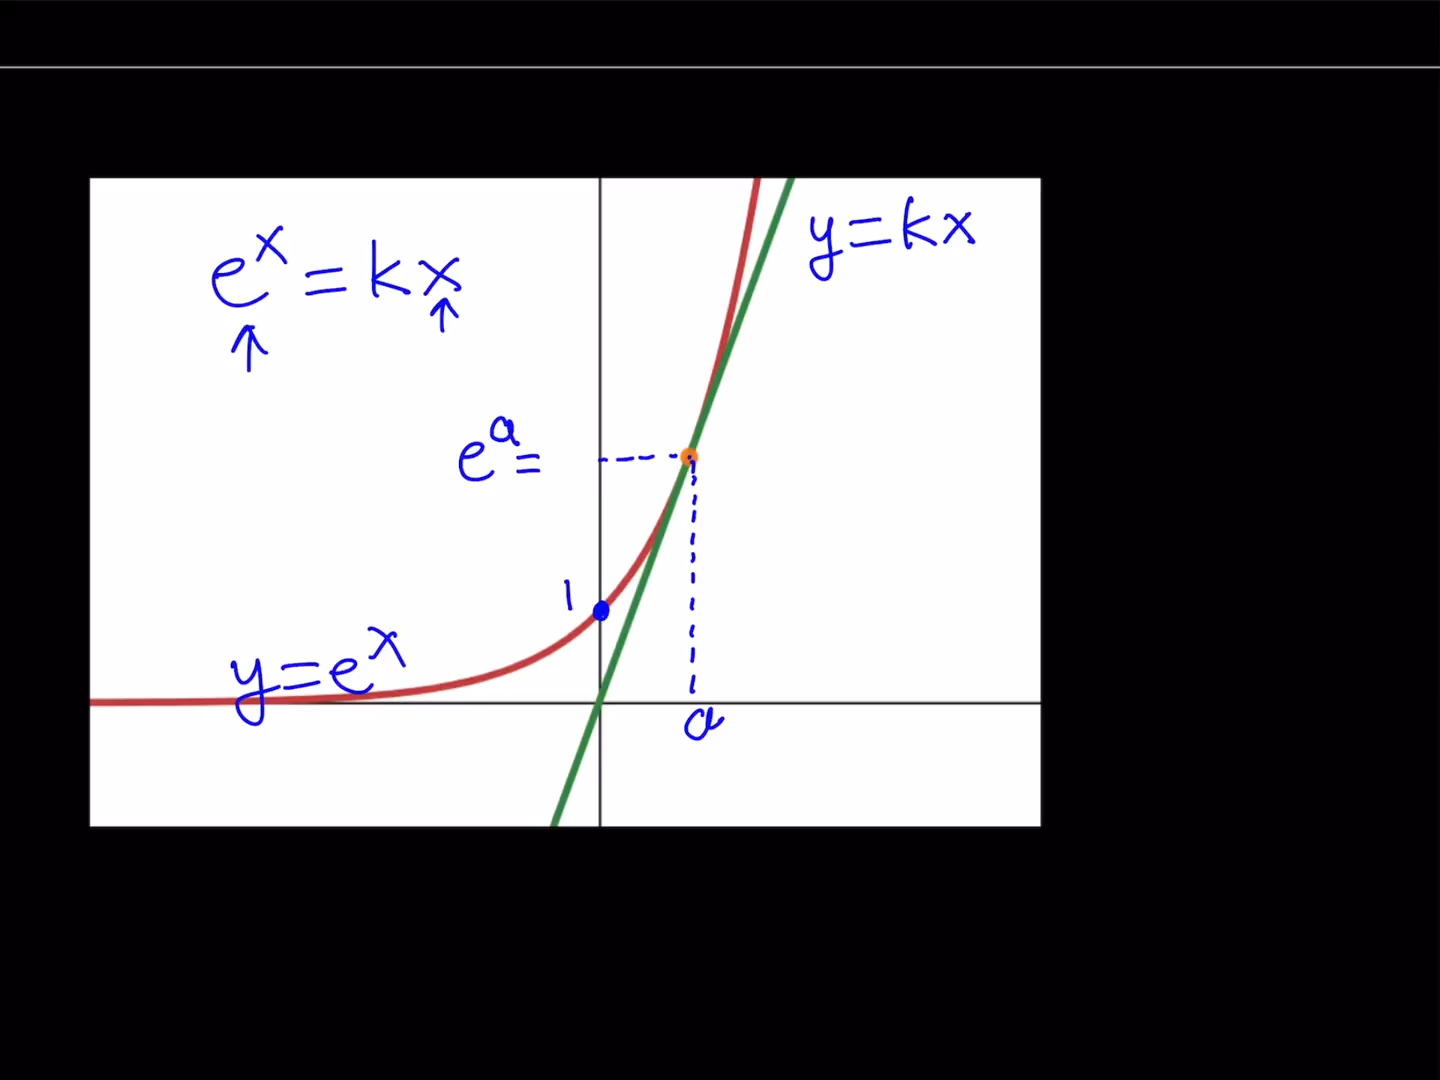 y=kx
e^x=kx
e^a=
1
y=e^x
a